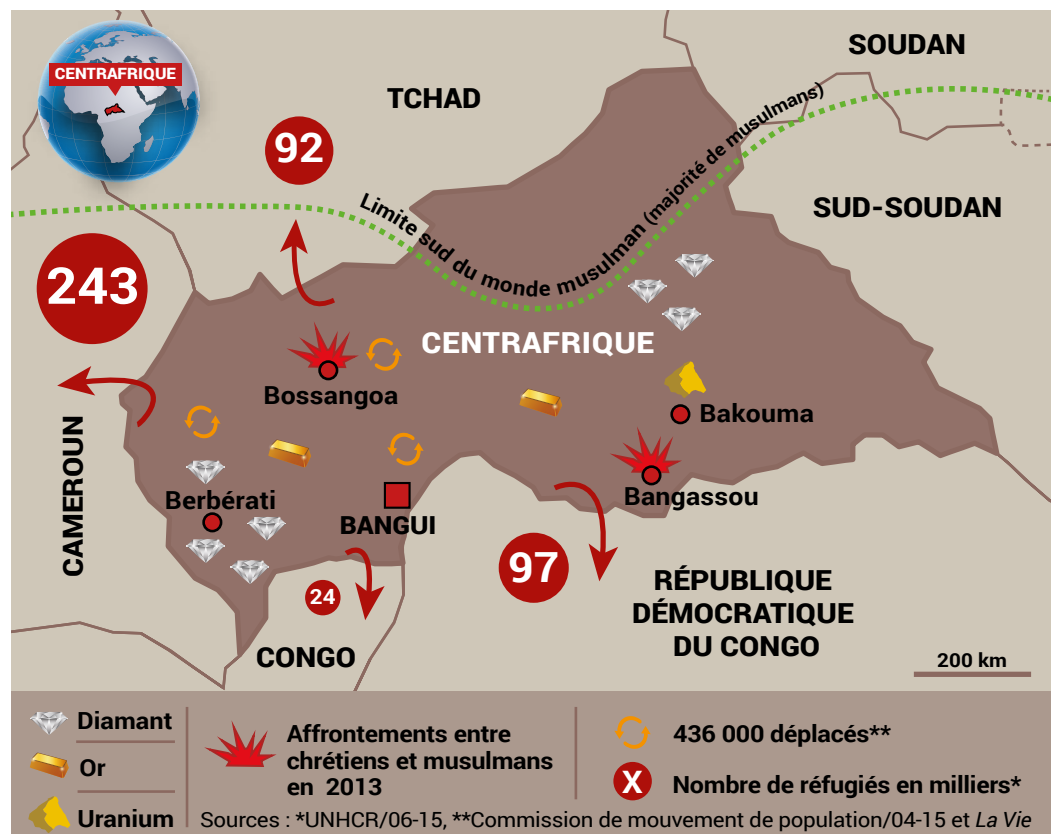 SOUDAN
CENTRAFRIQUE
TCHAD
92
Limite sud du monde musulman (majorité de musulmans)
SUD-SOUDAN
243
CENTRAFRIQUE
Bossangoa
Bakouma
CAMEROUN
Berbérati
BANGUI
Bangassou
97
24
RÉPUBLIQUE
DÉMOCRATIQUE
DU CONGO
CONGO
200 km
Diamant
Or
Uranium
Affrontements entre
chrétiens et musulmans
en 2013
436 000 déplacés**
X Nombre de réfugiés en milliers*
Sources : *UNHCR/06-15, **Commission de mouvement de population/04-15 et La Vie